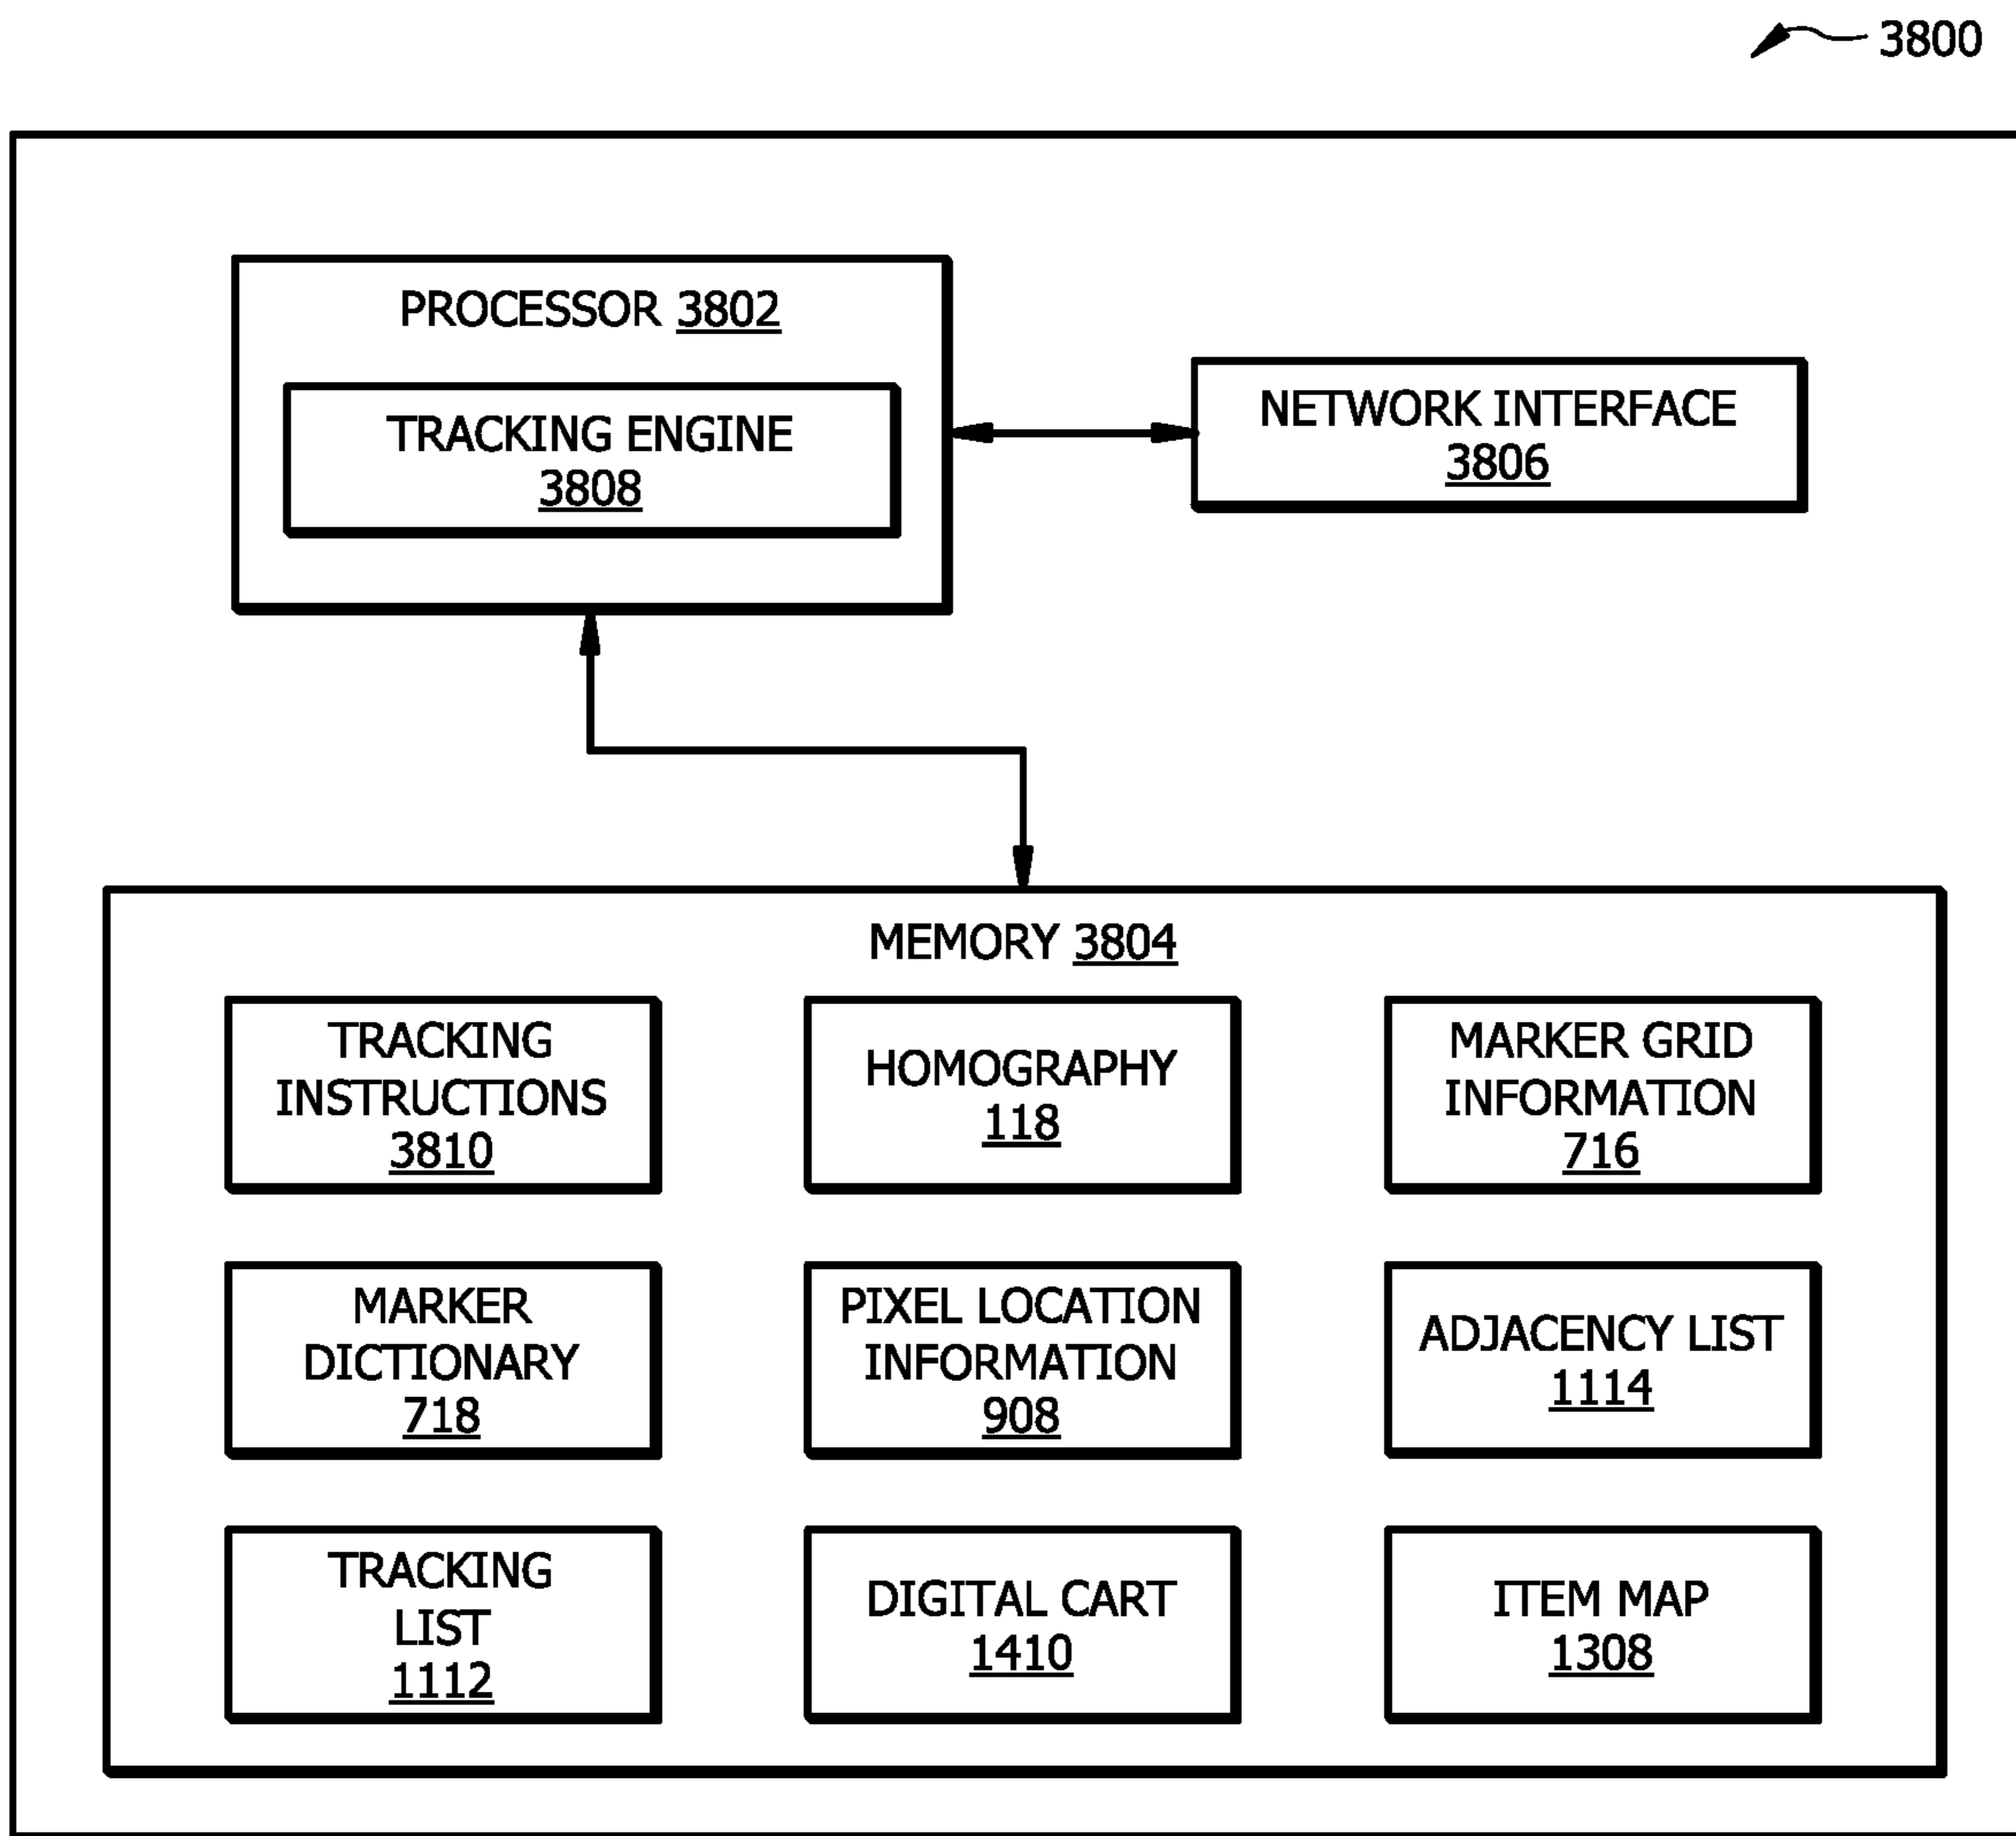 3800
PROCESSOR 3802
TRACKING ENGINE
3808
NETWORK INTERFACE
3806
MEMORY 3804
TRACKING
INSTRUCTIONS
3810
HOMOGRAPHY
118
MARKER GRID
INFORMATION
716
MARKER
DICTIONARY
718
PIXEL LOCATION
INFORMATION
908
ADJACENCY LIST
1114
TRACKING
LIST
1112
DIGITAL CART
1410
ITEM MAP
1308